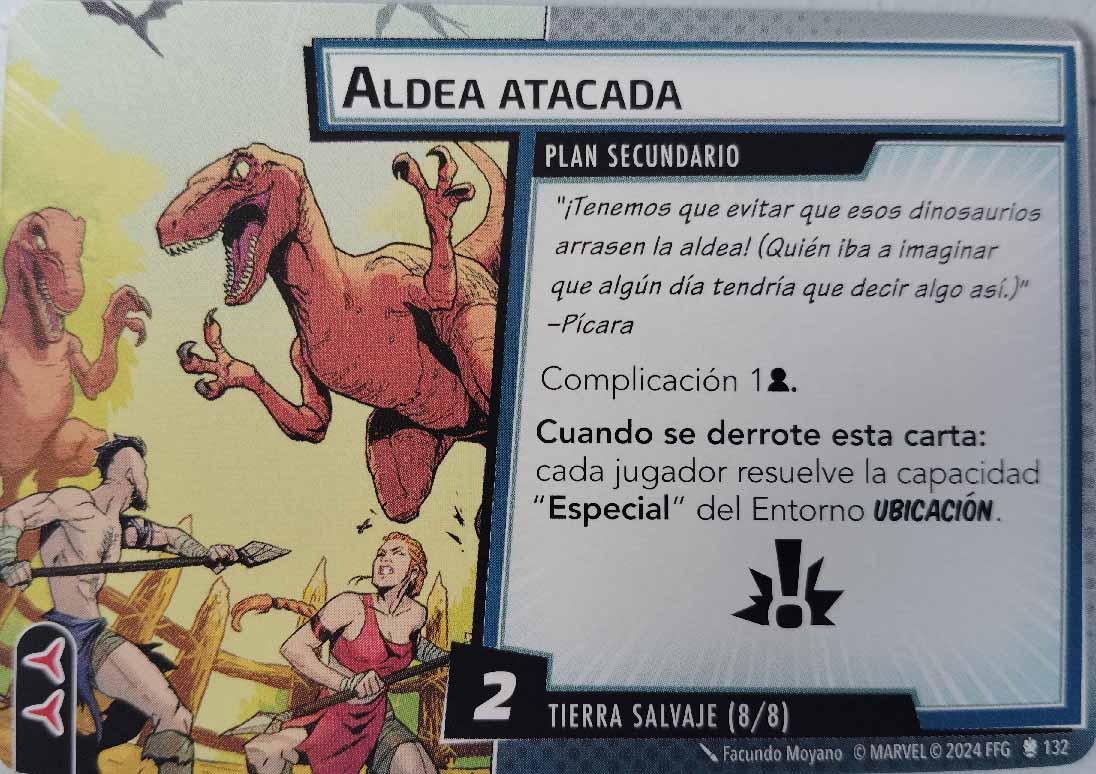 ALDEA ATACADA
PLAN SECUNDARIO
"¡Tenemos que evitar que esos dinosaurios
arrasen la aldea! (Quién iba a imaginar
que algún día tendría que decir algo así.)"
–Pícara
Complicación 1.
Cuando se derrote esta carta:
cada jugador resuelve la capacidad
"Especial" del Entorno UBICACIÓN.
2
TIERRA SALVAJE (8/8)
Facundo Moyano © MARVEL © 2024 FFG 132